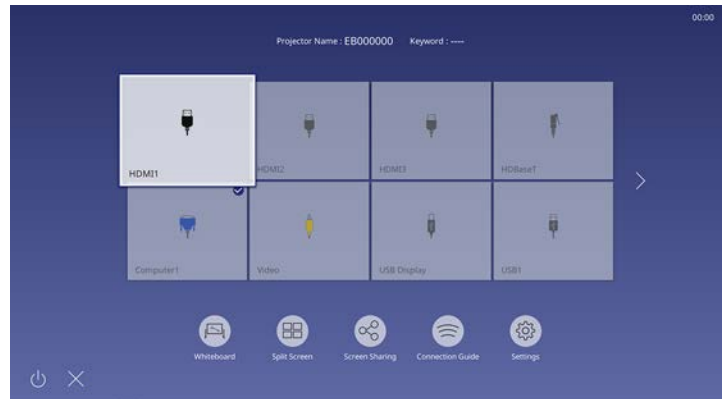 00:00
Projector Name : EB000000 Keyword : ----
HDMI1 HDMI2 HDMI3 HDBaseT
Computer1 Video USB Display USB1
Whiteboard Split Screen Screen Sharing Connection Guide Settings